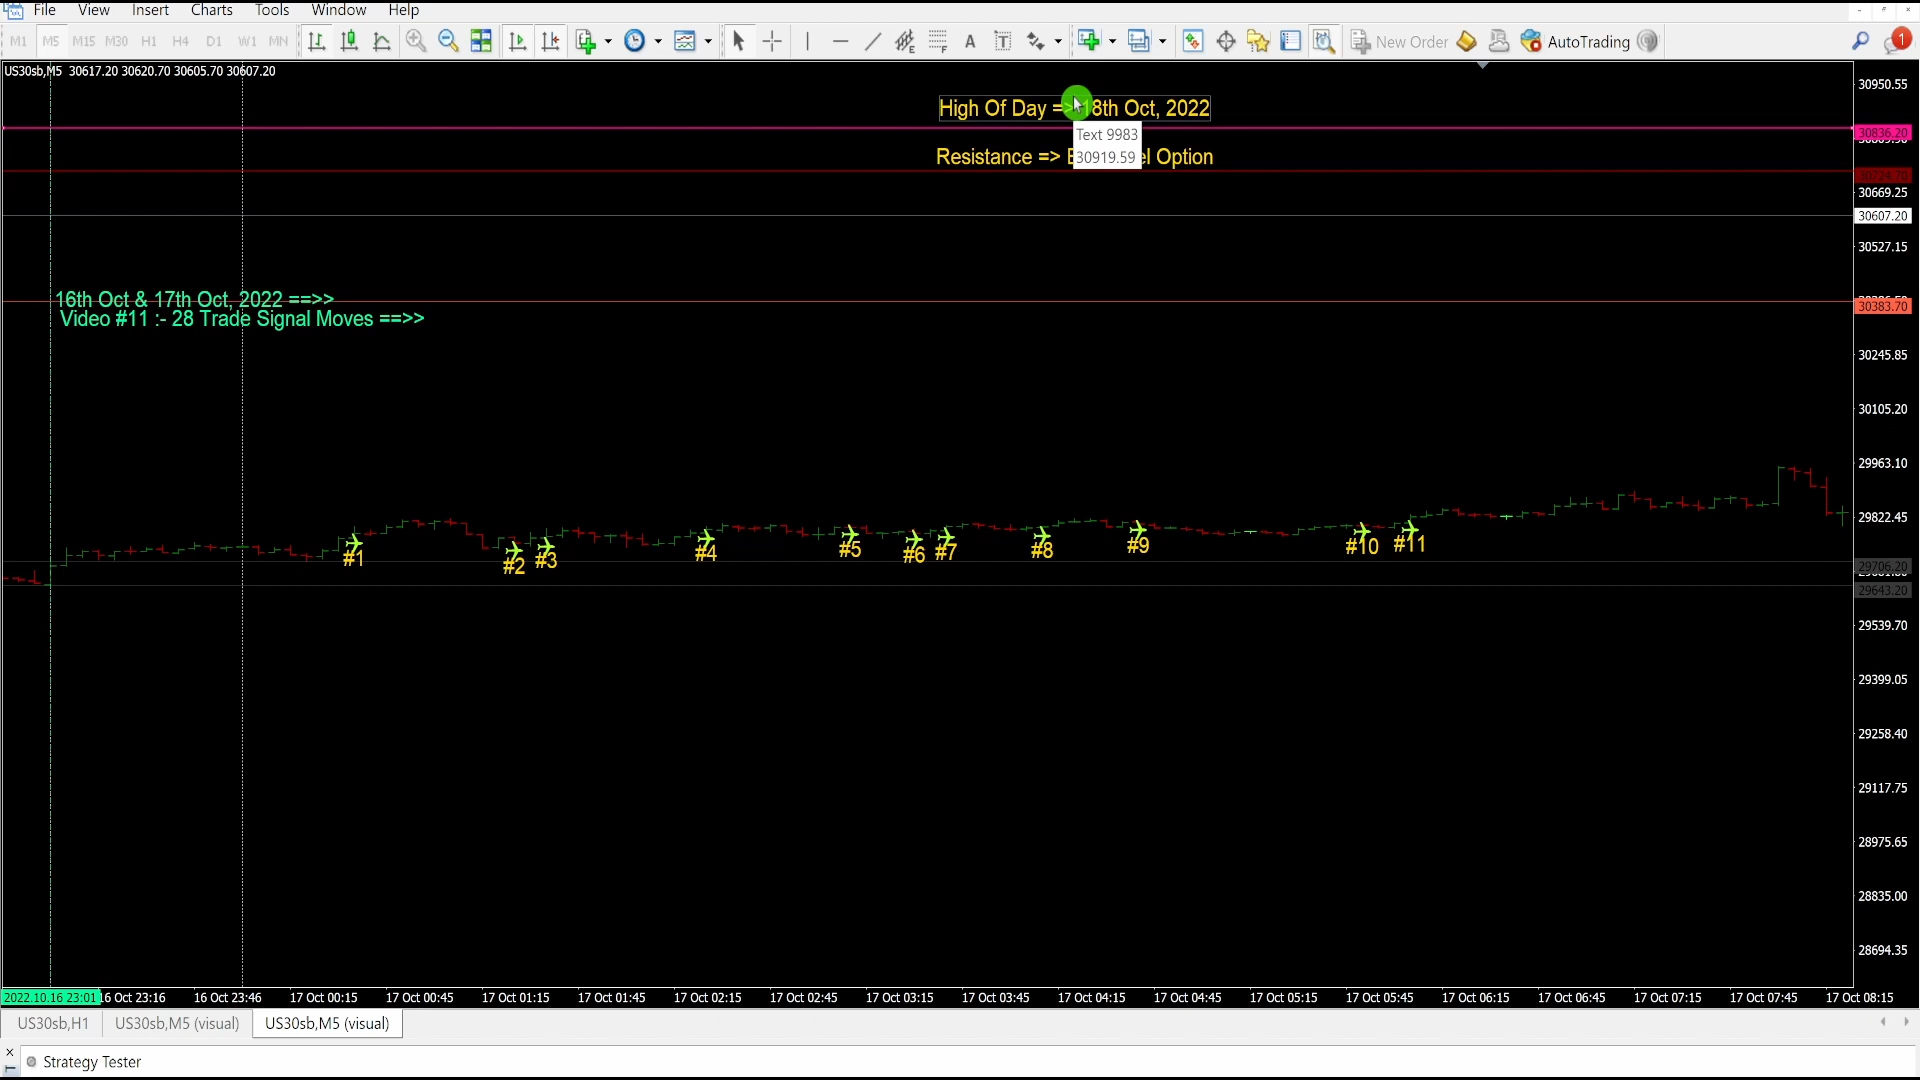 File View Insert Charts Tools Window Help
M1 M5 M15 M30 H1 H4 D1 W1 MN New Order AutoTrading 1
US30sb,M5 30617.20 30620.70 30605.70 30607.20
30950.55
High Of Day => 18th Oct, 2022
30836.20
Text 9983
Resistance =>
30919.59
Option
30724.70
30669.25
30607.20
30527.15
16th Oct & 17th Oct, 2022 ==>>
30383.70
Video #11 :- 28 Trade Signal Moves ==>>
30245.85
30105.20
29963.10
29822.45
#1 #2 #3 #4 #5 #6 #7 #8 #9 #10 #11
29706.20
29643.20
29539.70
29399.05
29258.40
29117.75
28975.65
28835.00
28694.35
2022.10.16 23:01 16 Oct 23:16 16 Oct 23:46 17 Oct 00:15 17 Oct 00:45 17 Oct 01:15 17 Oct 01:45 17 Oct 02:15 17 Oct 02:45 17 Oct 03:15 17 Oct 03:45 17 Oct 04:15 17 Oct 04:45 17 Oct 05:15 17 Oct 05:45 17 Oct 06:15 17 Oct 06:45 17 Oct 07:15 17 Oct 07:45 17 Oct 08:15
US30sb,H1 US30sb,M5 (visual) US30sb,M5 (visual)
Strategy Tester